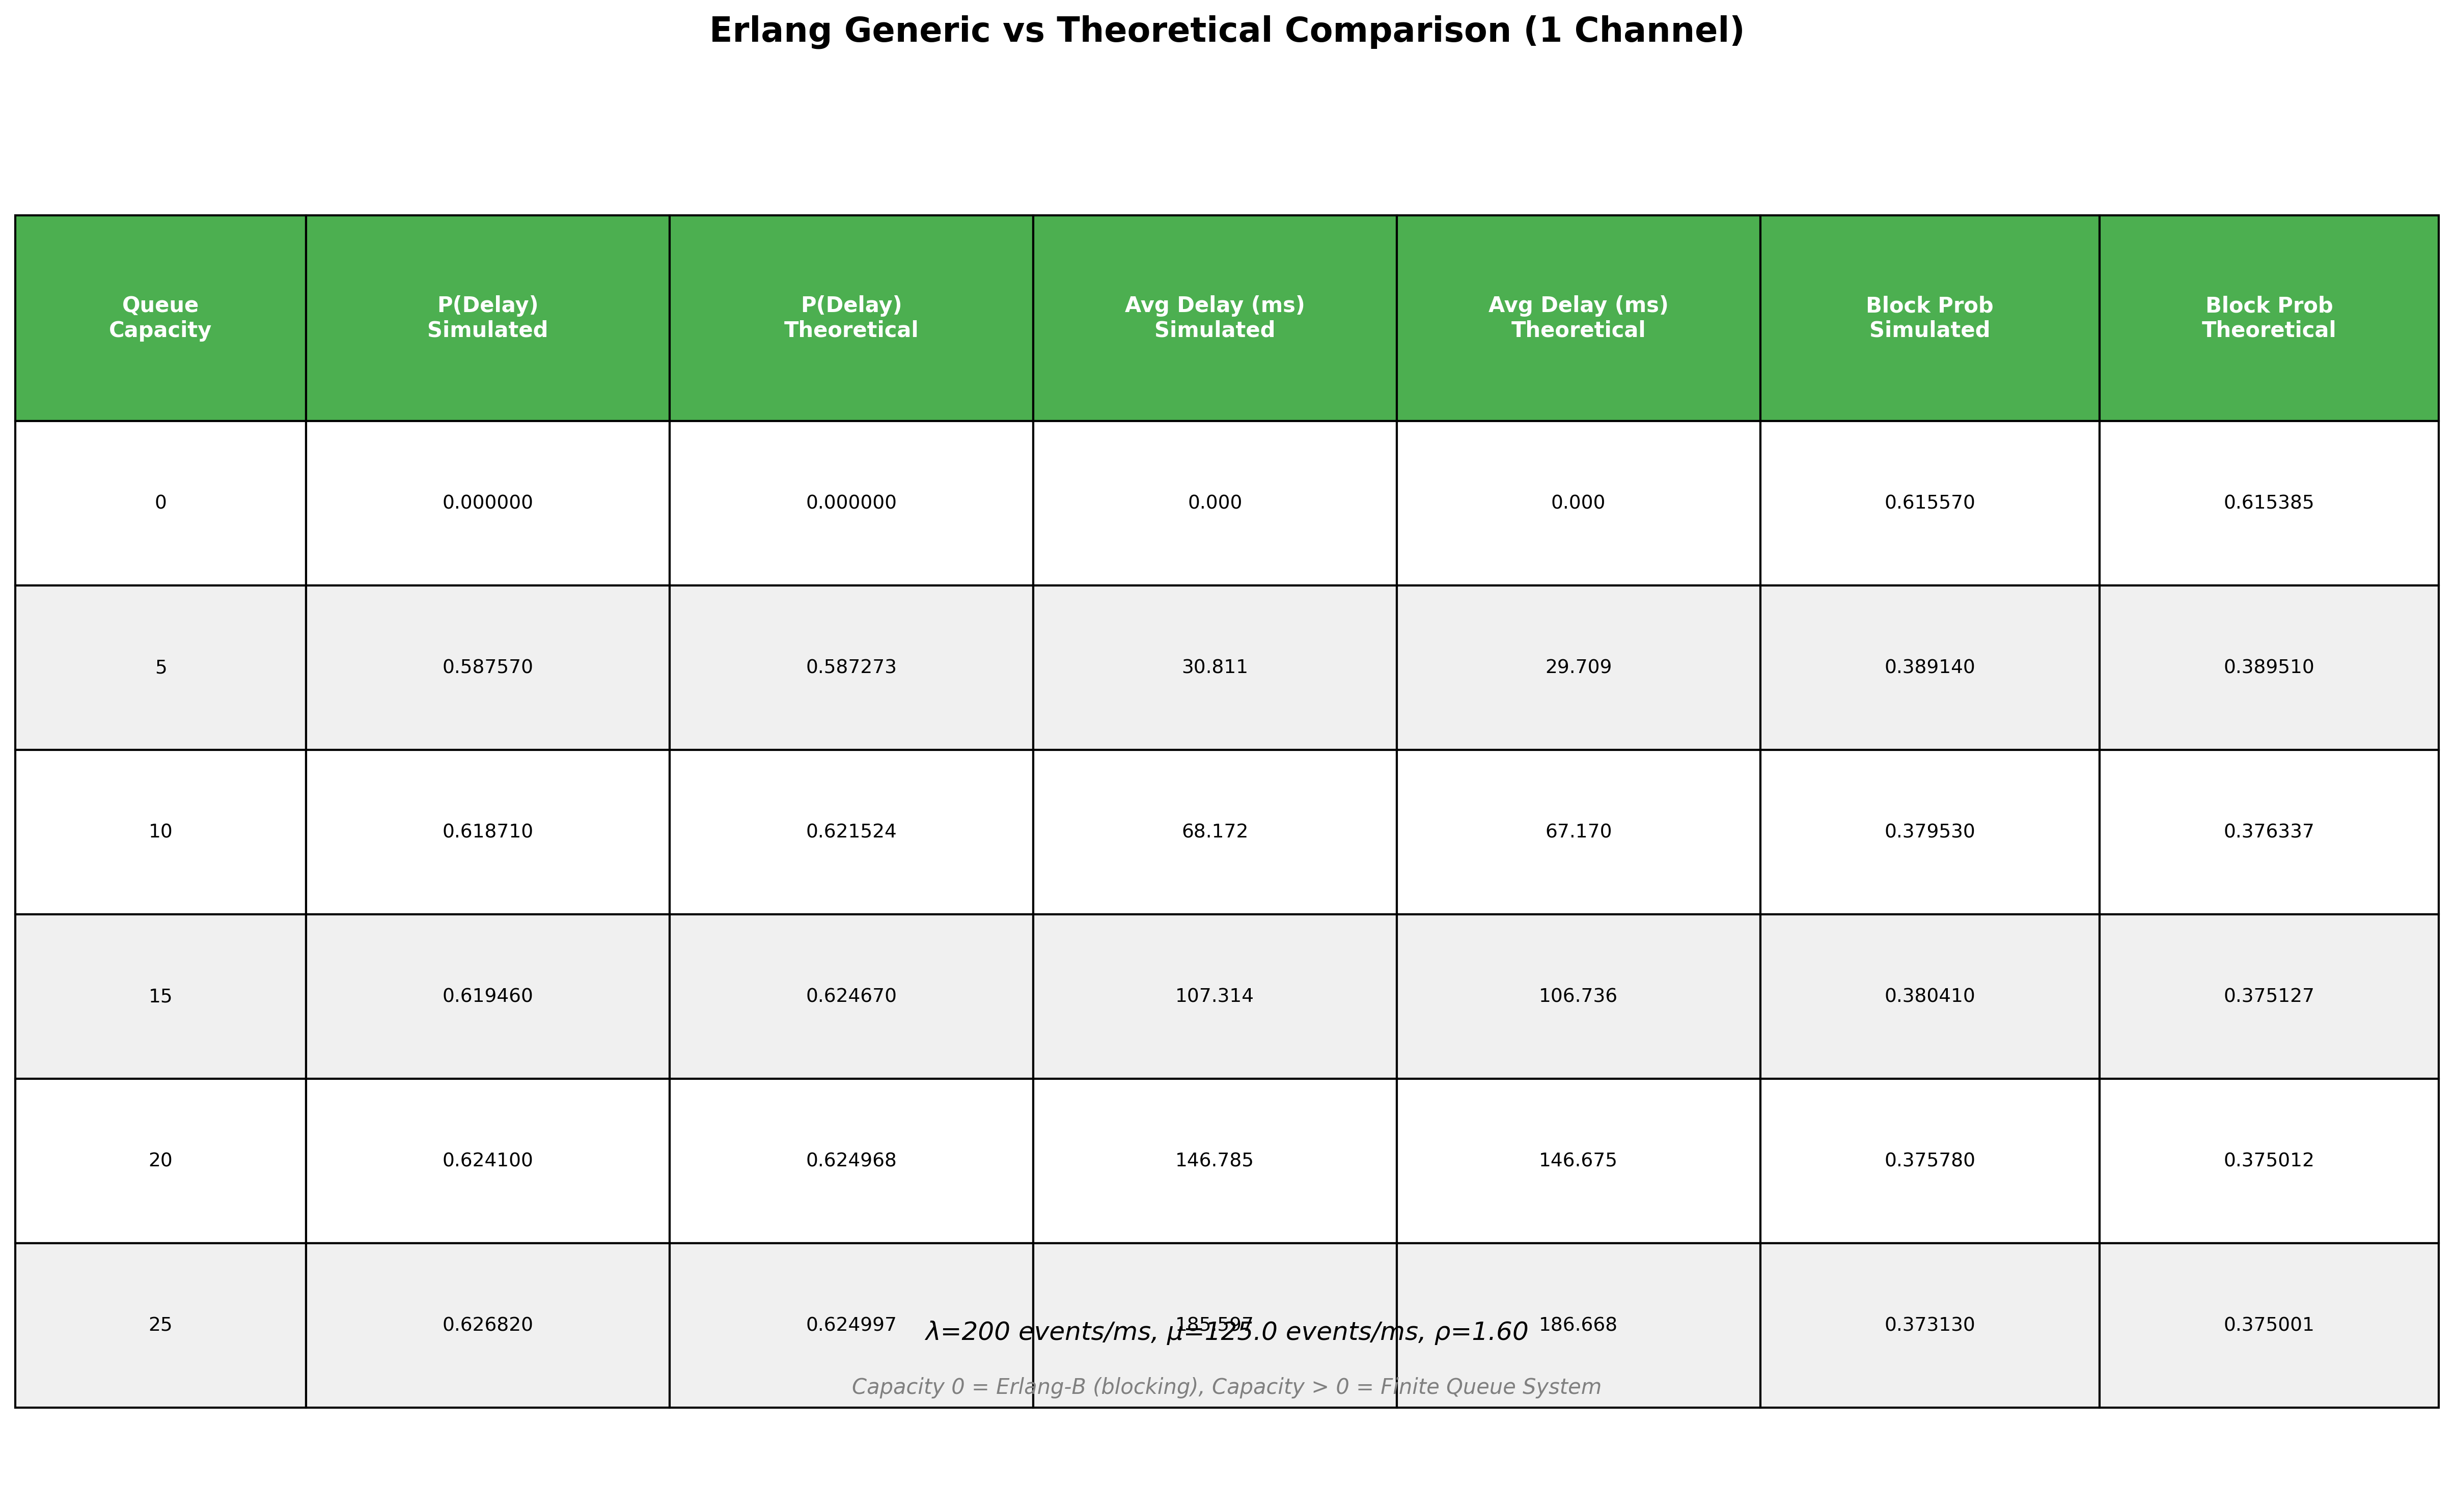 Erlang Generic vs Theoretical Comparison (1 Channel)
Queue Capacity P(Delay) Simulated P(Delay) Theoretical Avg Delay (ms) Simulated Avg Delay (ms) Theoretical Block Prob Simulated Block Prob Theoretical
0 0.000000 0.000000 0.000 0.000 0.615570 0.615385
5 0.587570 0.587273 30.811 29.709 0.389140 0.389510
10 0.618710 0.621524 68.172 67.170 0.379530 0.376337
15 0.619460 0.624670 107.314 106.736 0.380410 0.375127
20 0.624100 0.624968 146.785 146.675 0.375780 0.375012
25 0.626820 0.624997 185.597 186.668 0.373130 0.375001
λ=200 events/ms, μ=125.0 events/ms, ρ=1.60
Capacity 0 = Erlang-B (blocking), Capacity > 0 = Finite Queue System